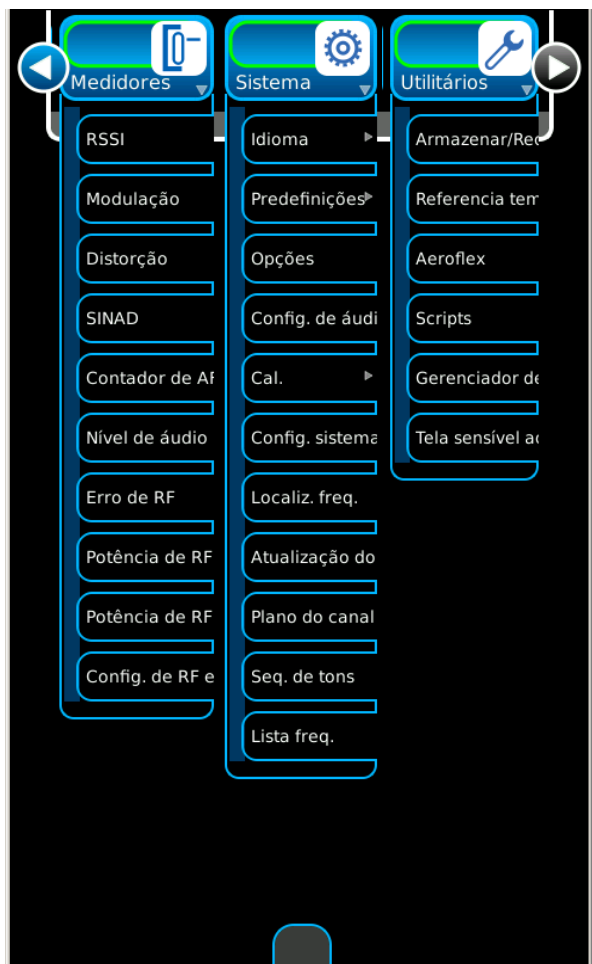 Medidores
Sistema
Utilitários
RSSI
Modulação
Distorção
SINAD
Contador de
Nível de áudio
Erro de RF
Potência de RF
Potência de RF
Config. de RF e
Idioma
Predefinições
Opções
Config. de áudi
Cal.
Config. sistema
Localiz. freq.
Atualização do
Plano do canal
Seq. de tons
Lista freq.
Armazenar/Rec
Referencia tem
Aeroflex
Scripts
Gerenciador de
Tela sensível ao